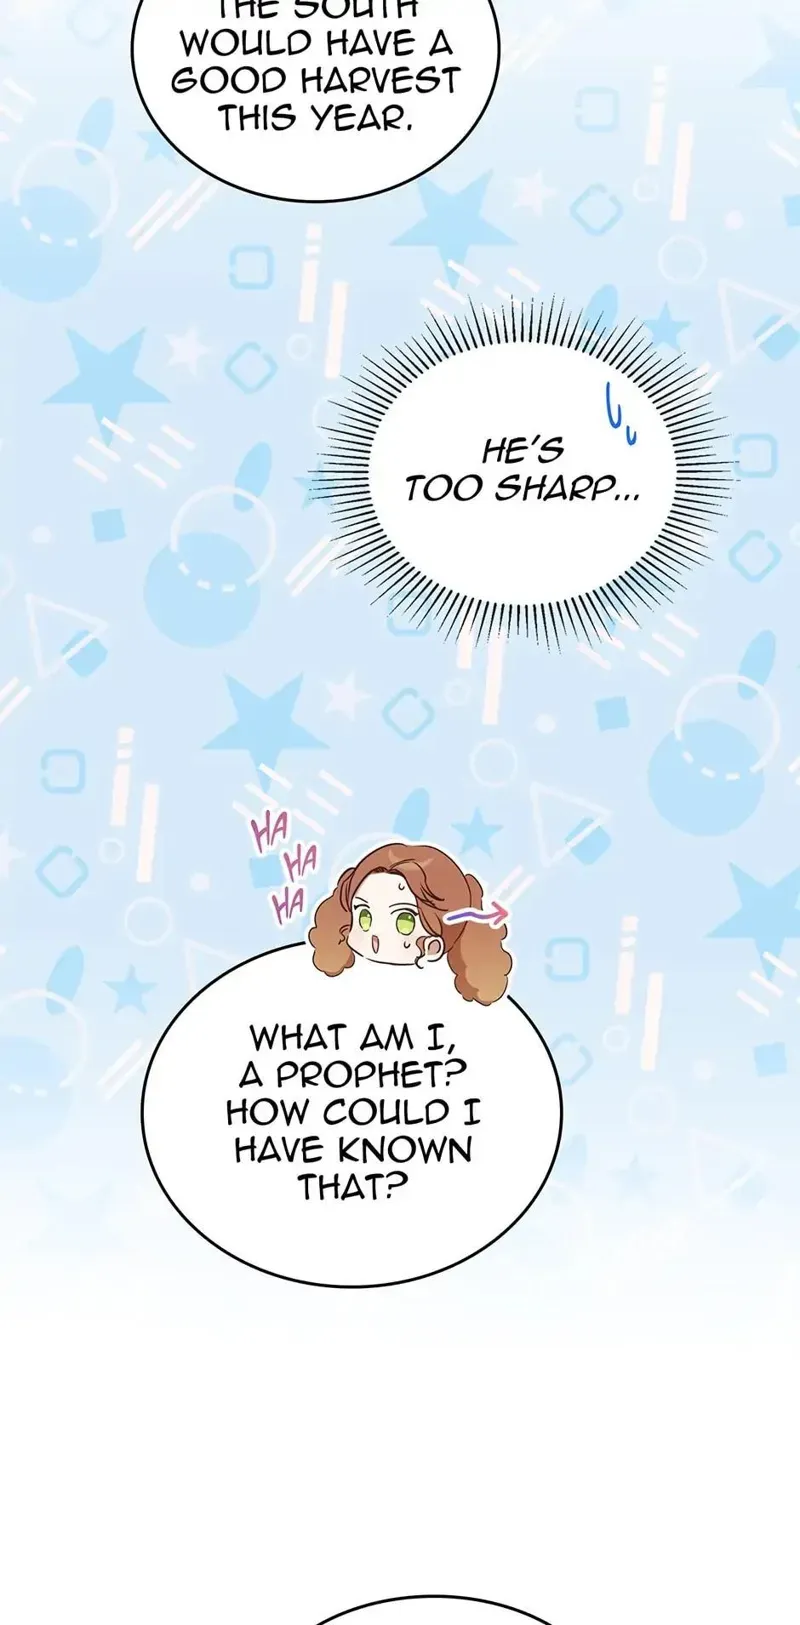 THE SOUTH
WOULD HAVE A
GOOD HARVEST
THIS YEAR.
HE'S
TOO SHARP...
HA
HA
HA
WHAT AM I,
A PROPHET?
HOW COULD I
HAVE KNOWN
THAT?